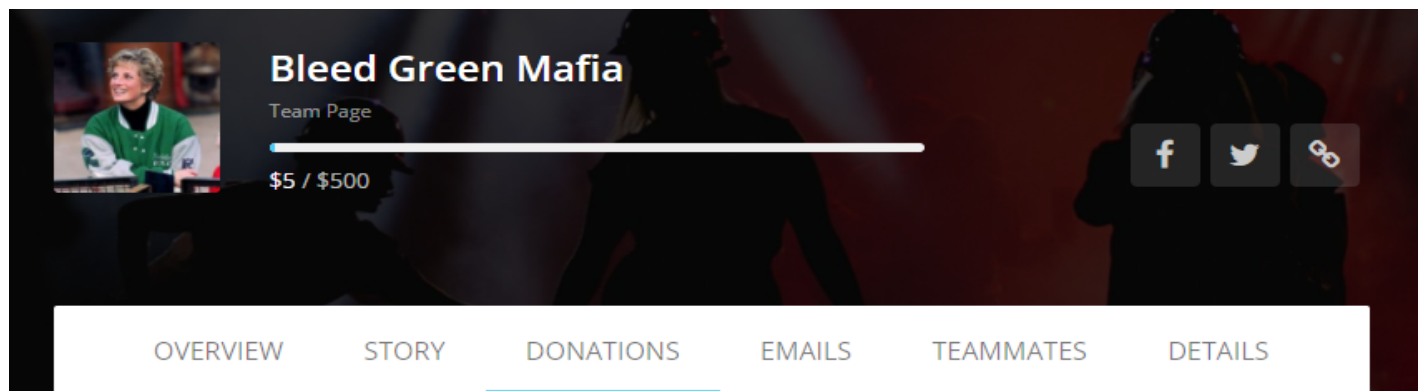 Bleed Green Mafia
Team Page
$5 / $500
OVERVIEW STORY DONATIONS EMAILS TEAMMATES DETAILS